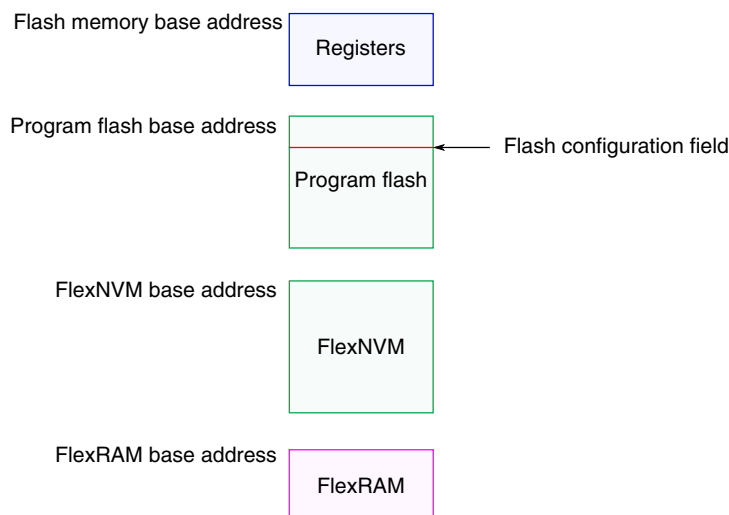 Flash memory base address
Registers
Program flash base address
Flash configuration field
Program flash
FlexNVM base address
FlexNVM
FlexRAM base address
FlexRAM